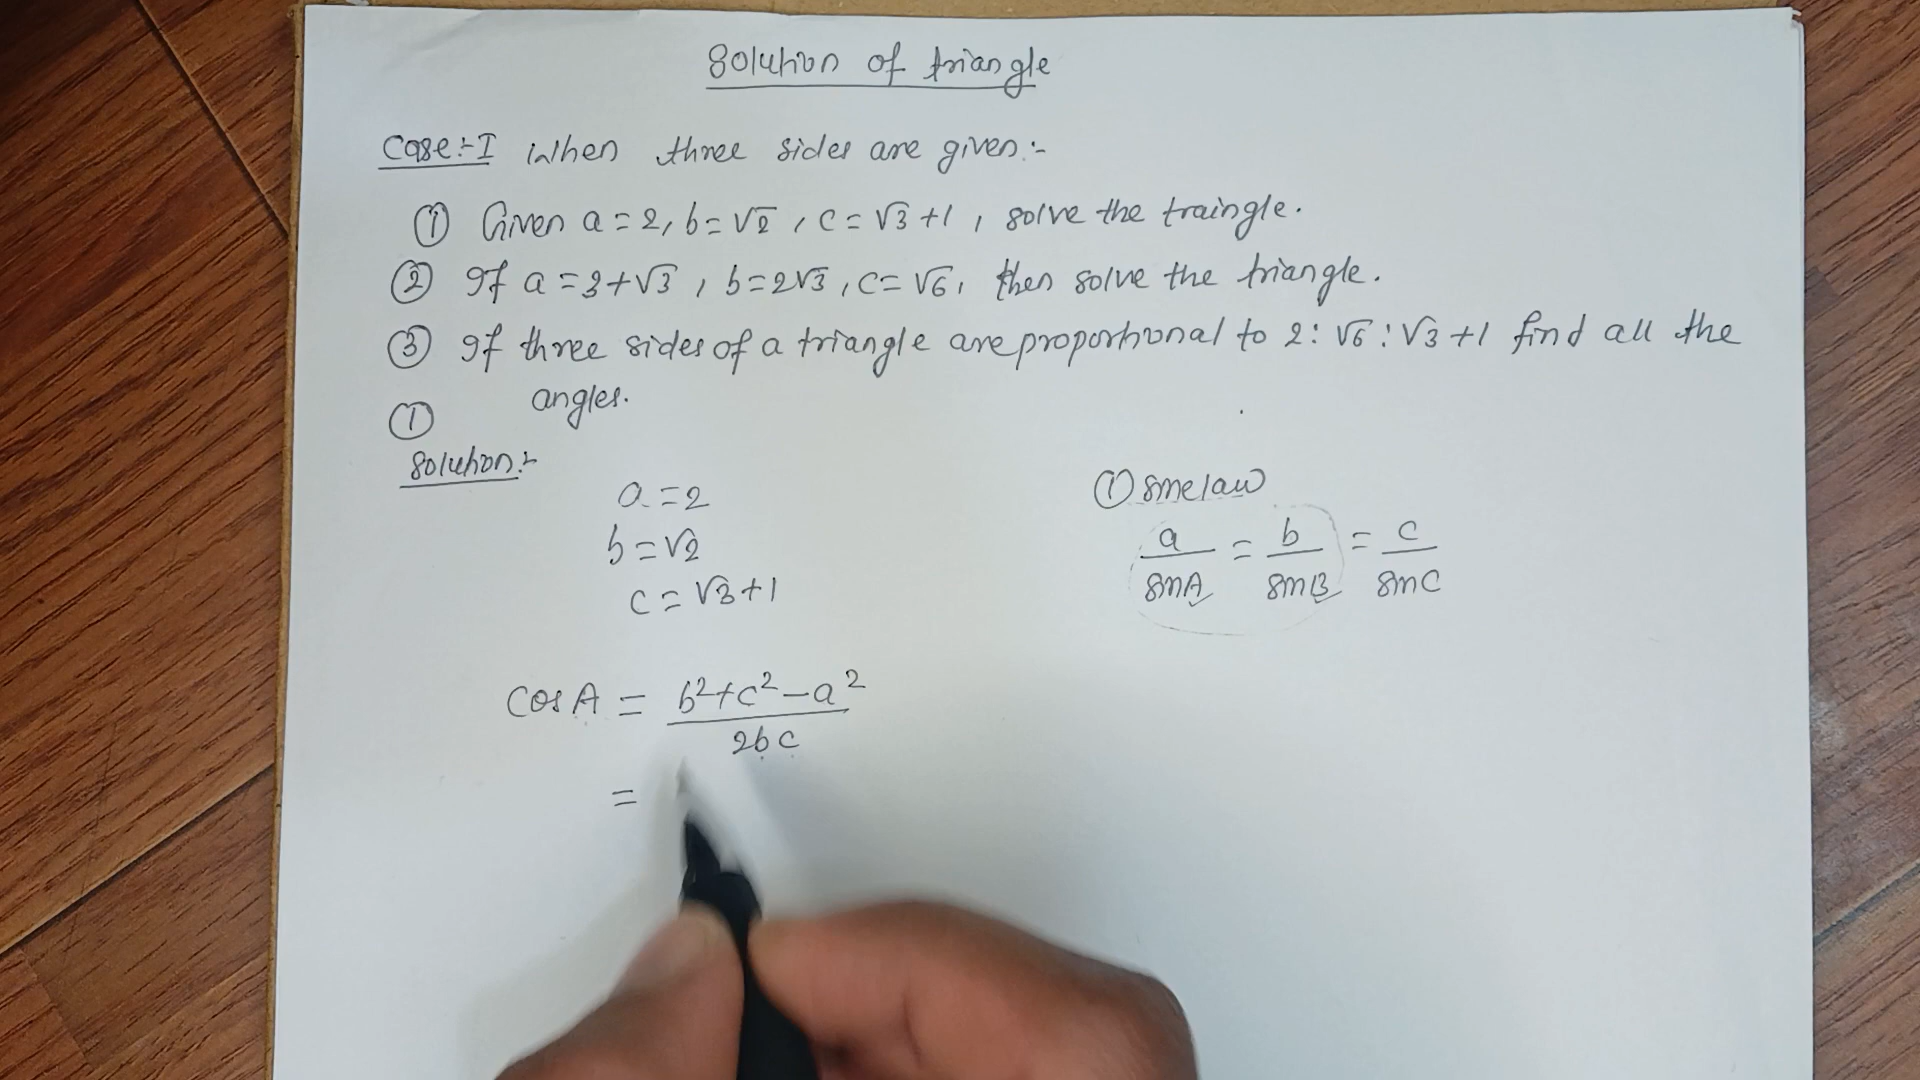 Solution of triangle
Case:-I When three sides are given:-
① Given a = 2, b = √2, c = √3+1, solve the traingle.
② If a = 3+√3, b = 2√3, c = √6, then solve the triangle.
③ If three sides of a triangle are proportional to 2 : √6 : √3+1 find all the
angles.
①
Solution:-
a = 2
b = √2
c = √3+1
① sine law
a/sinA = b/sinB = c/sinC
cosA = b²+c²-a² / 2bc
=